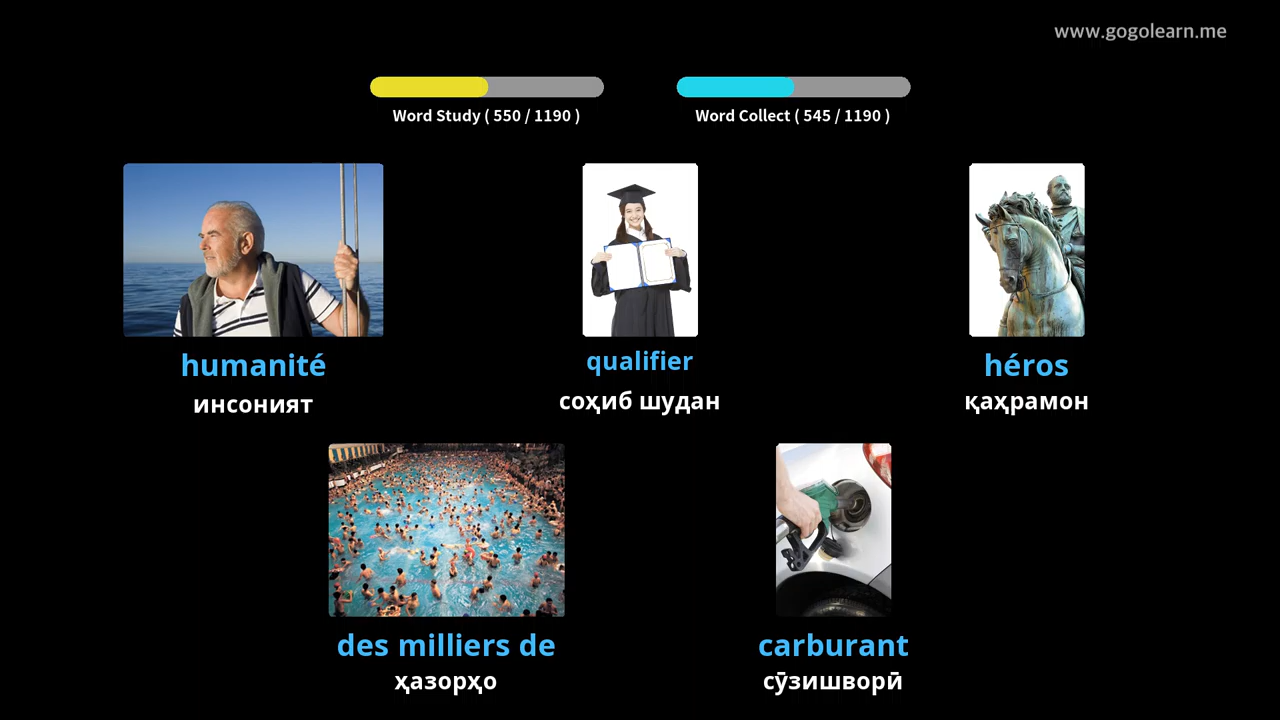 www.gogolearn.me
Word Study ( 550 / 1190 )
Word Collect ( 545 / 1190 )
humanité
инсоният
qualifier
соҳиб шудан
héros
қаҳрамон
des milliers de
ҳазорҳо
carburant
сӯзишворӣ